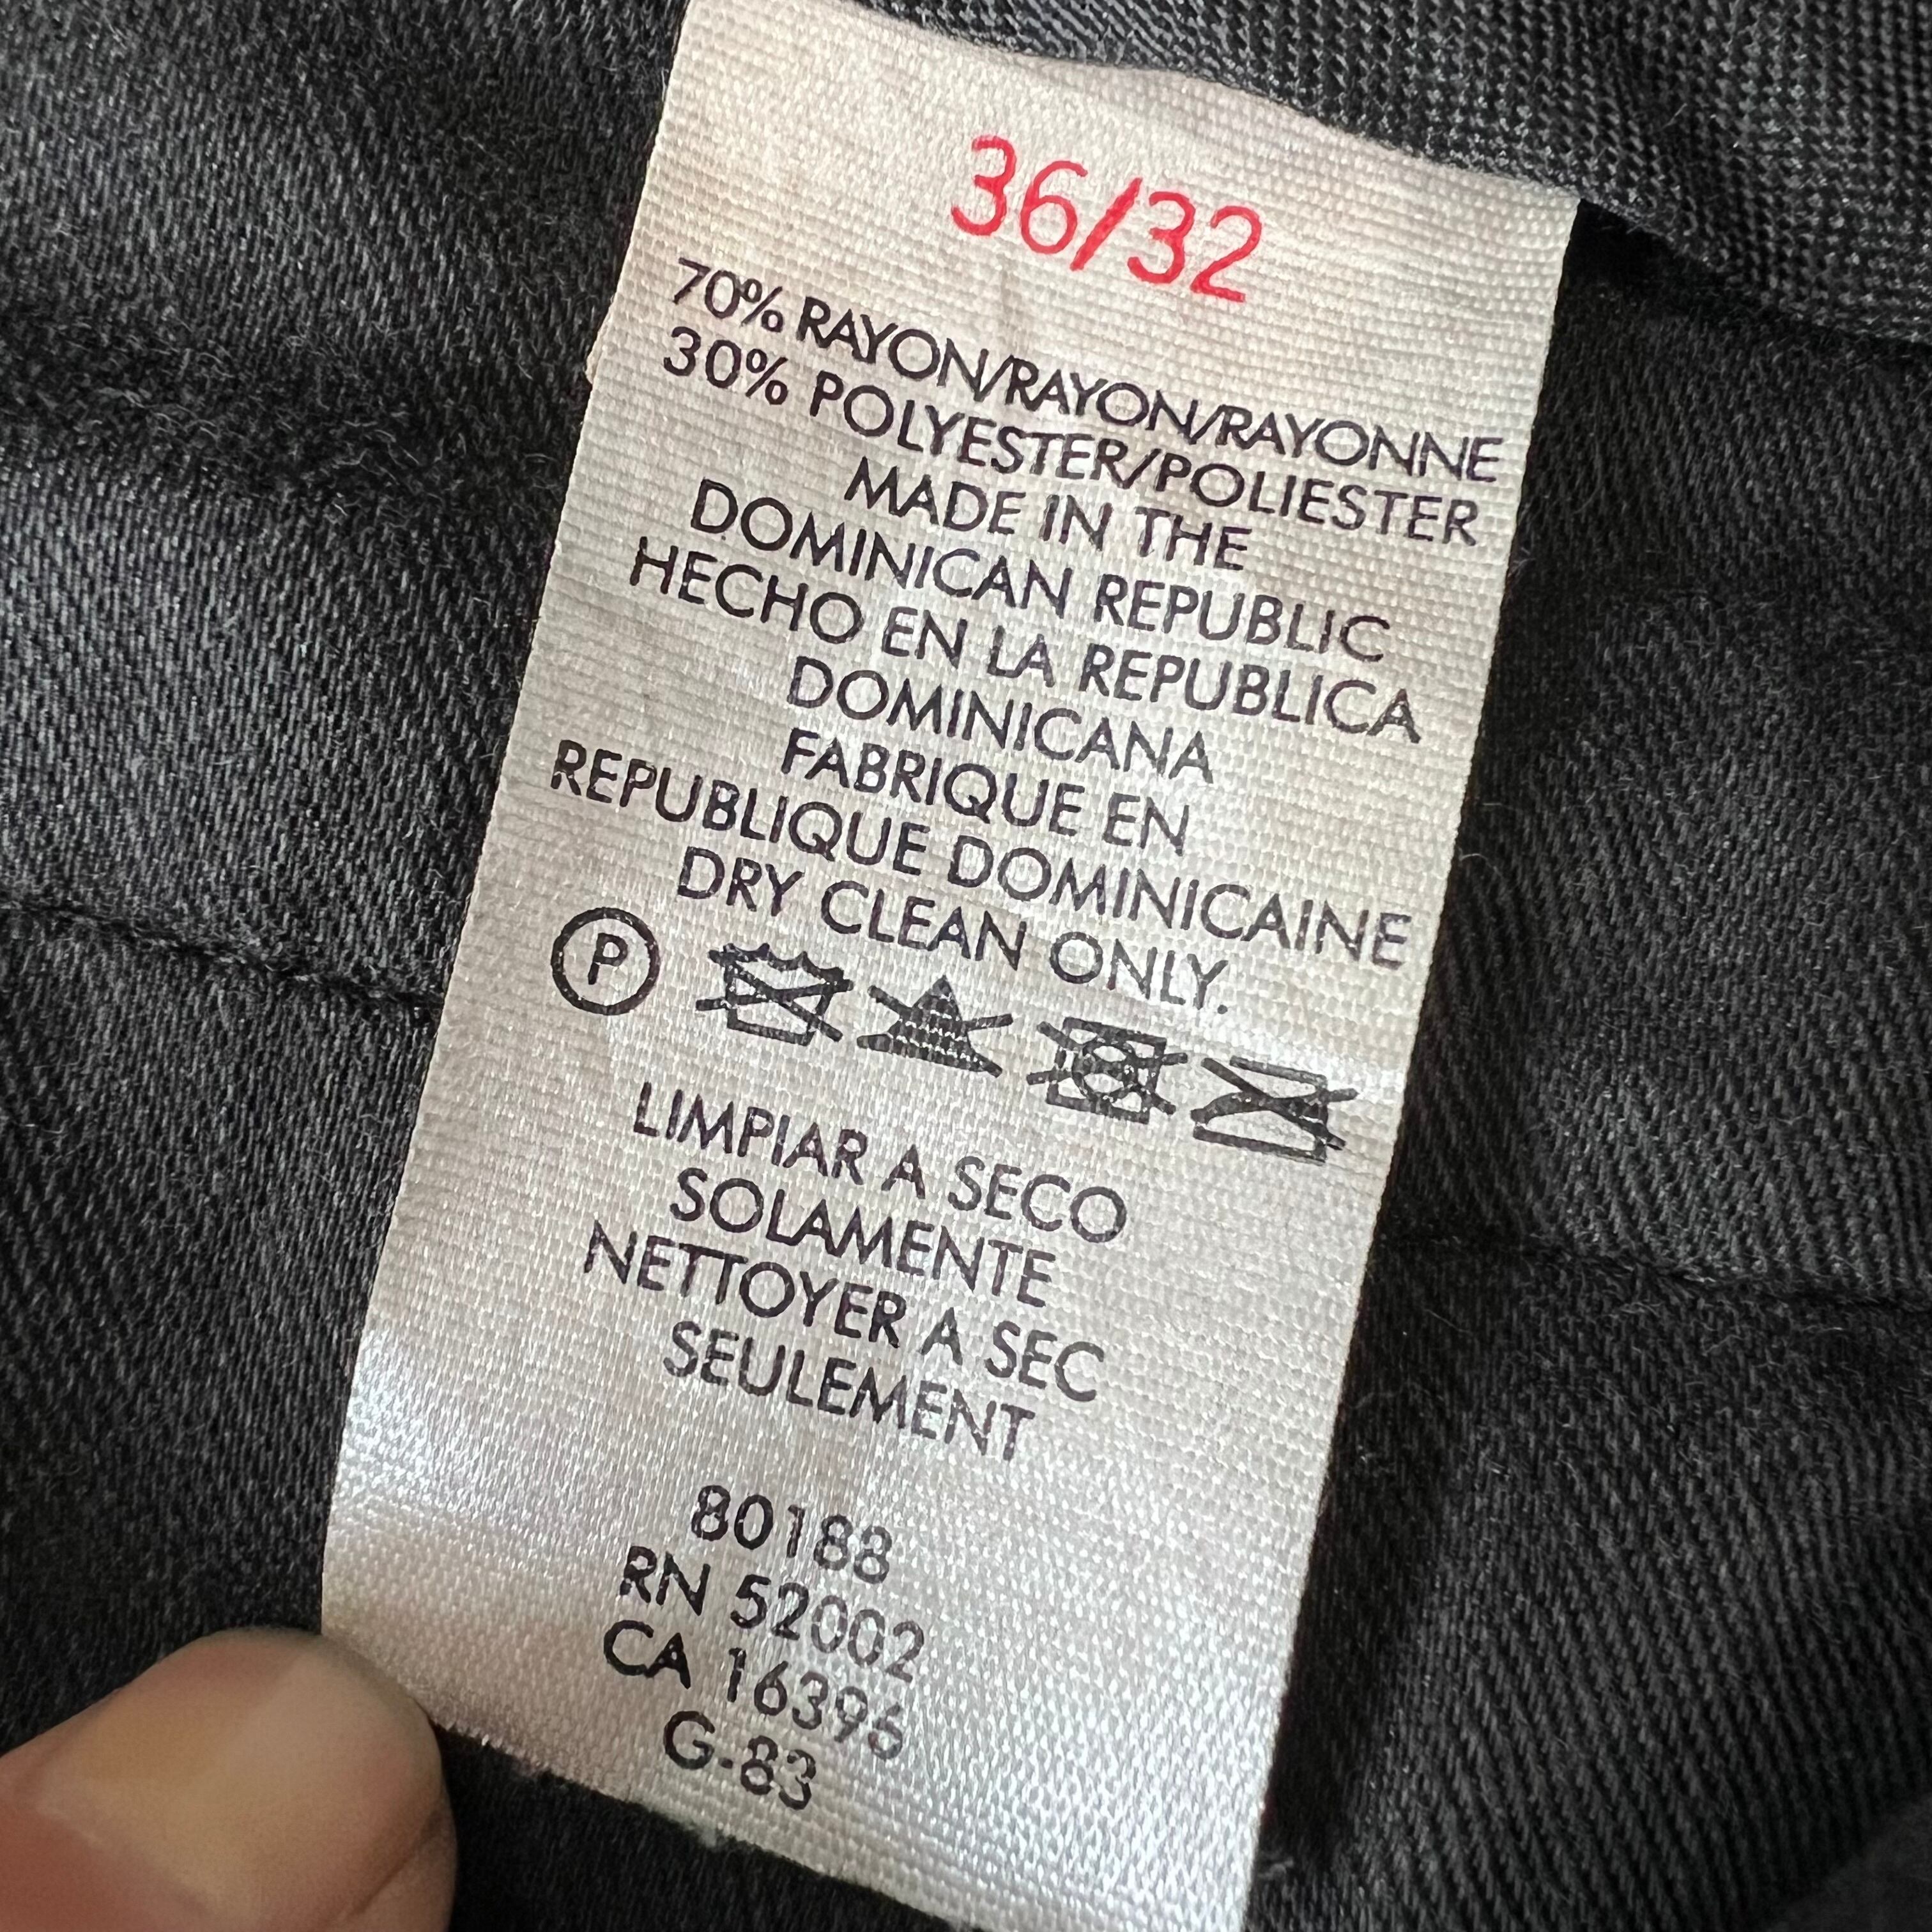 36/32
70% RAYON/RAYON/RAYONNE
30% POLYESTER/POLIESTER
MADE IN THE
DOMINICAN REPUBLIC
HECHO EN LA REPUBLICA
DOMINICANA
FABRIQUE EN
REPUBLIQUE DOMINICAINE
DRY CLEAN ONLY.
P
LIMPIAR A SECO
SOLAMENTE
NETTOYER A SEC
SEULEMENT
80188
RN 52002
CA 16396
G-83